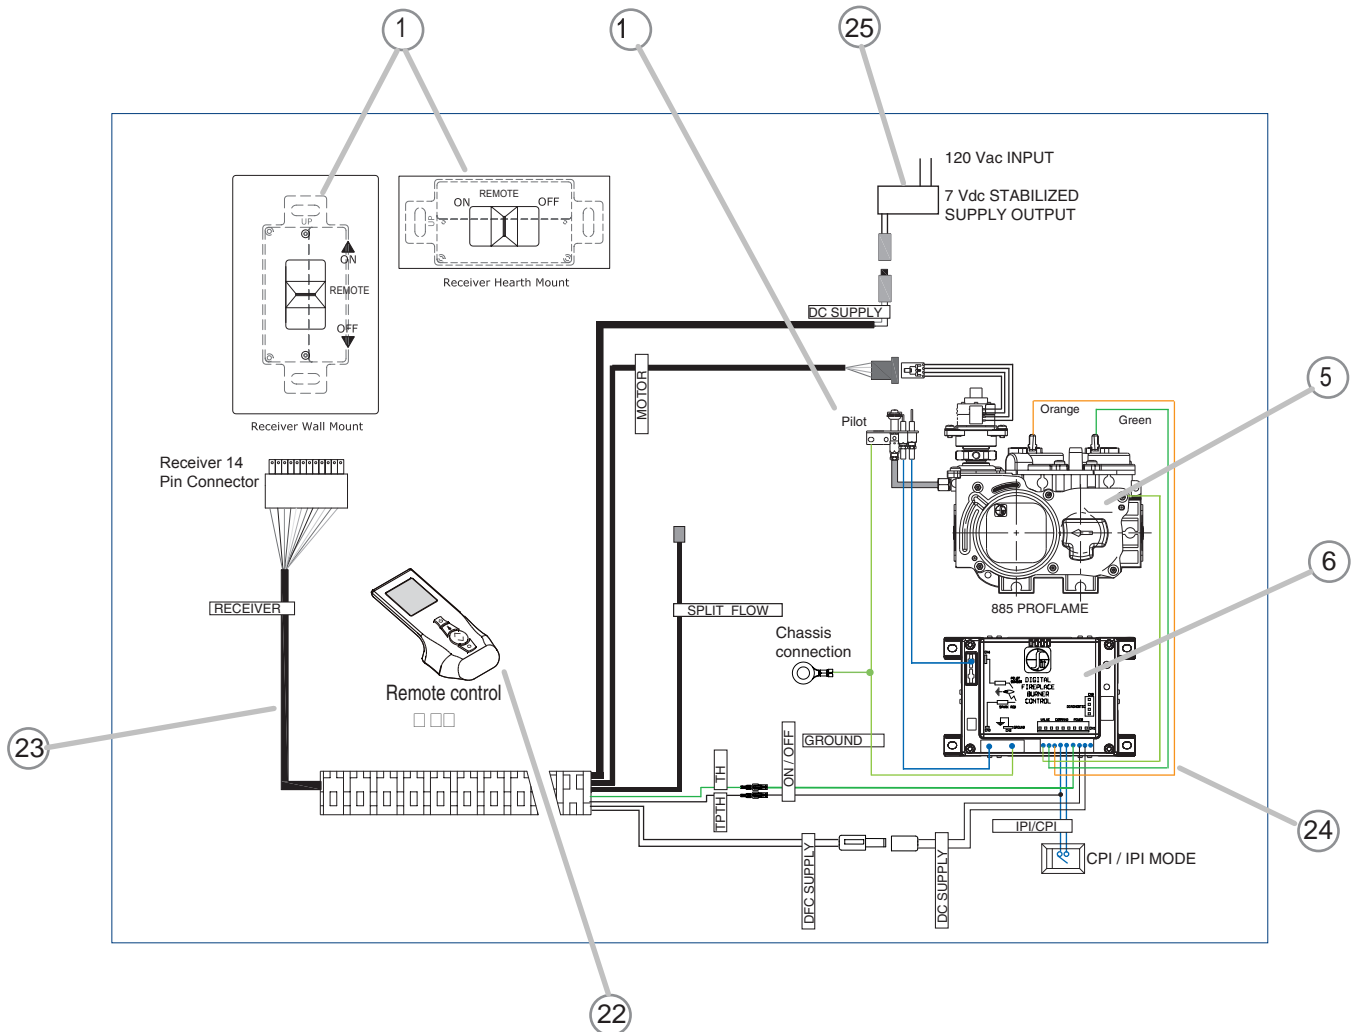 1
1
25
120 Vac INPUT
7 Vdc STABILIZED
SUPPLY OUTPUT
UP
ON
REMOTE
OFF
Receiver Wall Mount
REMOTE
ON
OFF
UP
Receiver Hearth Mount
DC SUPPLY
MOTOR
Pilot
Orange
Green
5
885 PROFLAME
Receiver 14
Pin Connector
RECEIVER
SPLIT FLOW
Chassis
connection
6
DIGITAL
FIREPLACE
BURNER
CONTROL
Remote control
GROUND
ON / OFF
TH
TPTH
23
24
IPI/CPI
CPI / IPI MODE
DFC SUPPLY
DC SUPPLY
22